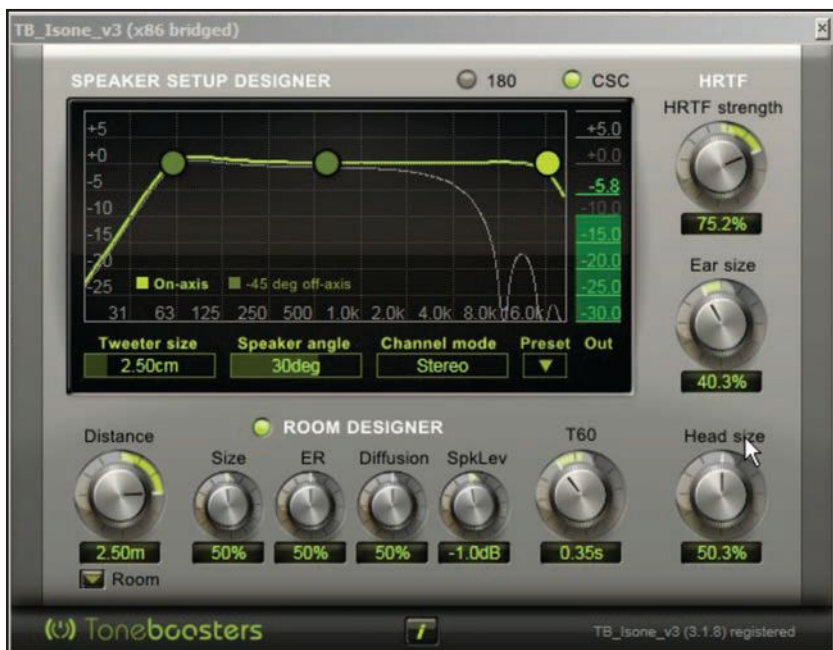 TB_Isone_v3 (x86 bridged)
SPEAKER SETUP DESIGNER 180 CSC HRTF
HRTF strength
75.2%
Ear size
40.3%
+5 +5.0
+0 +0.0
-5 -5.8
-10 -10.0
-15 -15.0
-20 -20.0
-25 -25.0
-30.0
On-axis -45 deg off-axis
31 63 125 250 500 1.0k 2.0k 4.0k 8.0k 16.0k
Tweeter size Speaker angle Channel mode Preset Out
2.50cm 30deg Stereo
ROOM DESIGNER
Distance Size ER Diffusion SpkLev T60 Head size
2.50m 50% 50% 50% -1.0dB 0.35s 50.3%
Room
Toneboosters i TB_Isone_v3 (3.1.8) registered